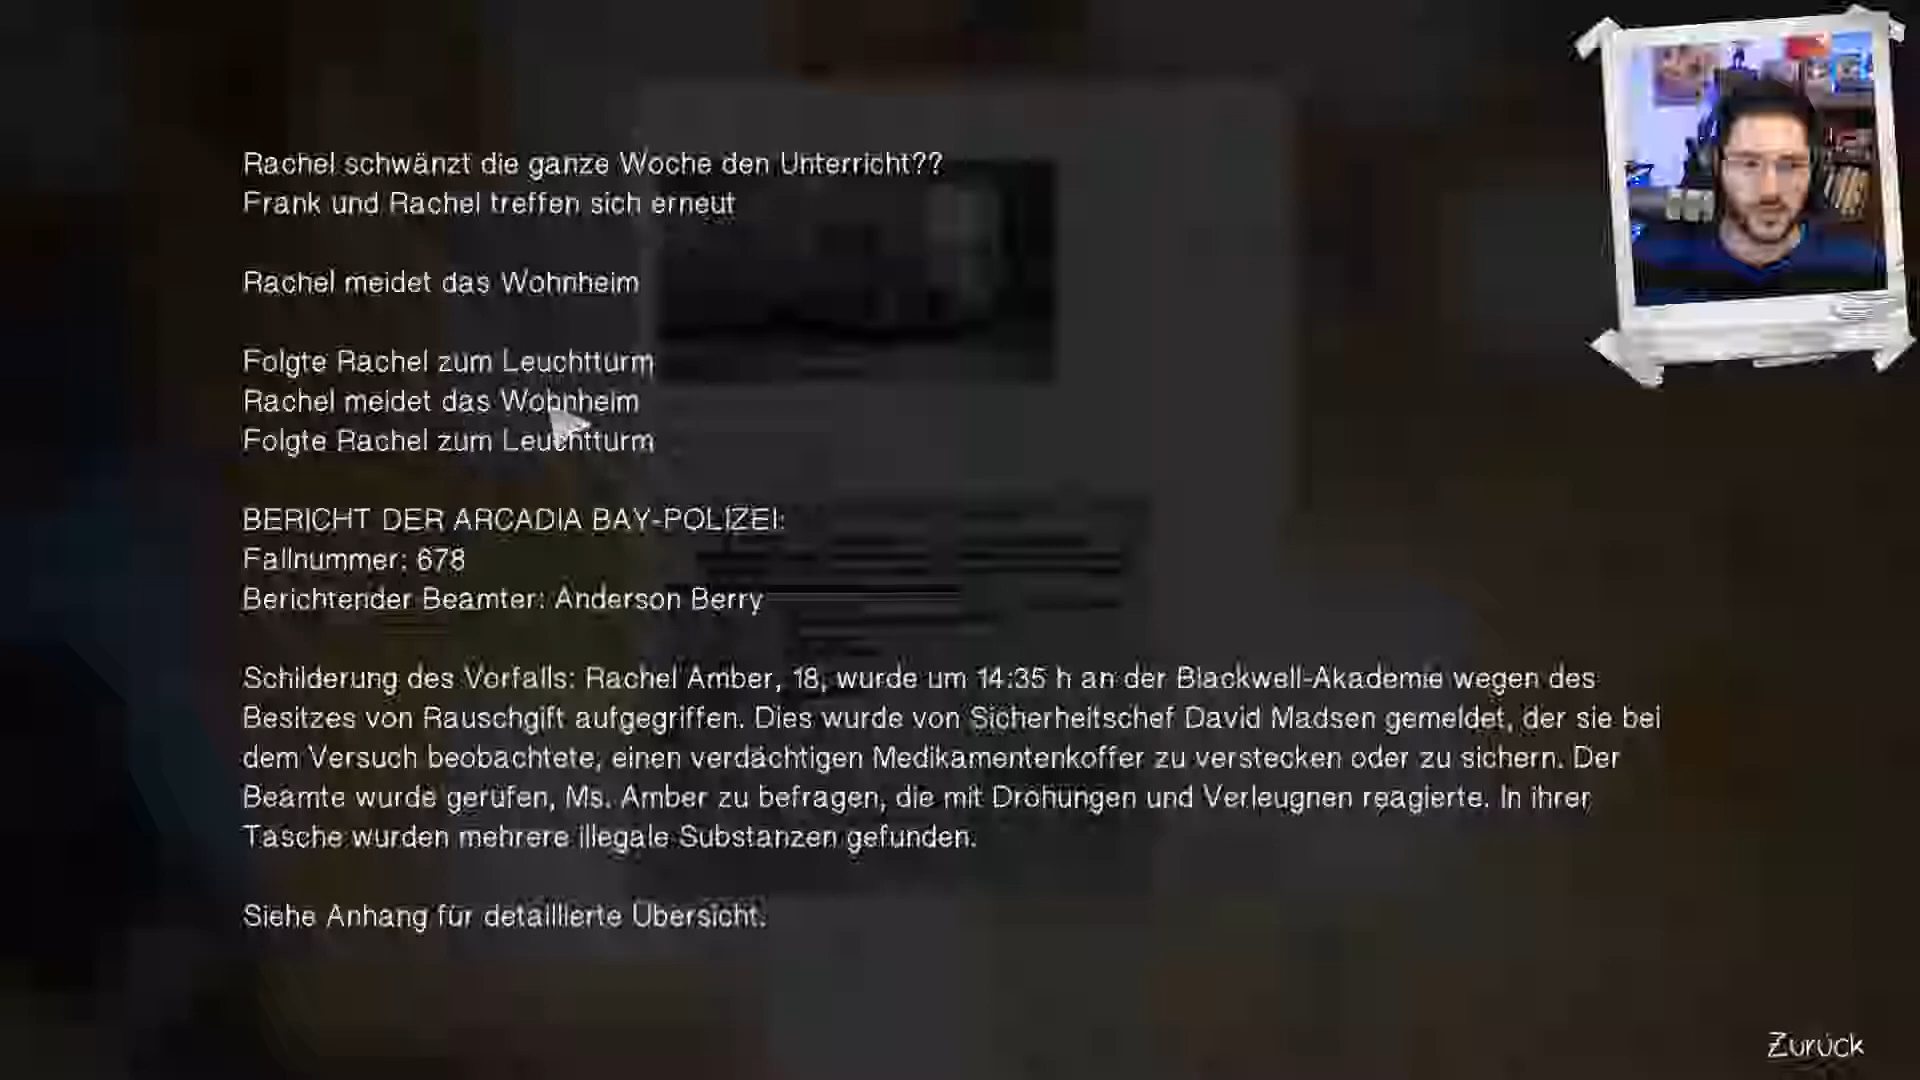 Rachel schwänzt die ganze Woche den Unterricht??
Frank und Rachel treffen sich erneut
Rachel meidet das Wohnheim
Folgte Rachel zum Leuchtturm
Rachel meidet das Wohnheim
Folgte Rachel zum Leuchtturm
BERICHT DER ARCADIA BAY-POLIZEI:
Fallnummer: 678
Berichtender Beamter: Anderson Berry
Schilderung des Vorfalls: Rachel Amber, 18, wurde um 14:35 h an der Blackwell-Akademie wegen des
Besitzes von Rauschgift aufgegriffen. Dies wurde von Sicherheitschef David Madsen gemeldet, der sie bei
dem Versuch beobachtete, einen verdächtigen Medikamentenkoffer zu verstecken oder zu sichern. Der
Beamte wurde gerufen, Ms. Amber zu befragen, die mit Drohungen und Verleugnen reagierte. In ihrer
Tasche wurden mehrere illegale Substanzen gefunden.
Siehe Anhang für detaillierte Übersicht.
Zurück